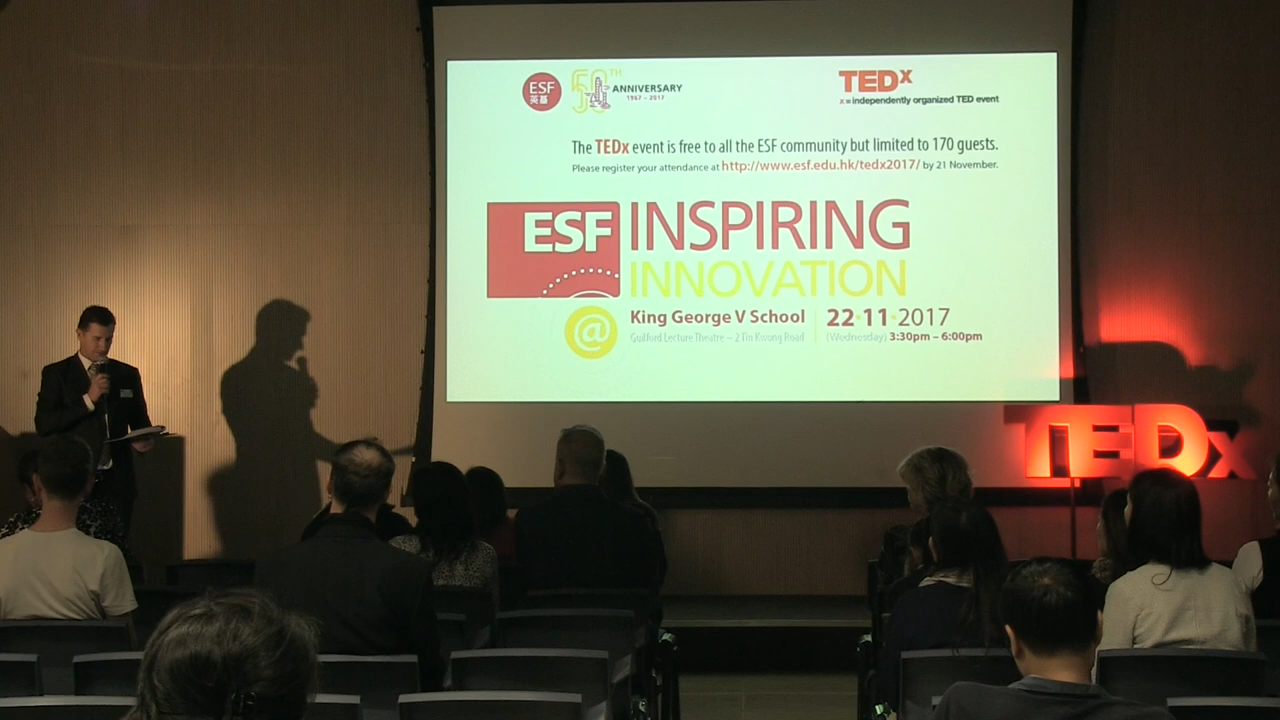 ESF
英基
50TH
ANNIVERSARY
1967 – 2017
TEDx
x = independently organized TED event
The TEDx event is free to all the ESF community but limited to 170 guests.
Please register your attendance at http://www.esf.edu.hk/tedx2017/ by 21 November.
ESF INSPIRING
INNOVATION
@ King George V School 22·11·2017
Guilford Lecture Theatre – 2 Tin Kwong Road (Wednesday) 3:30pm – 6:00pm
TEDx